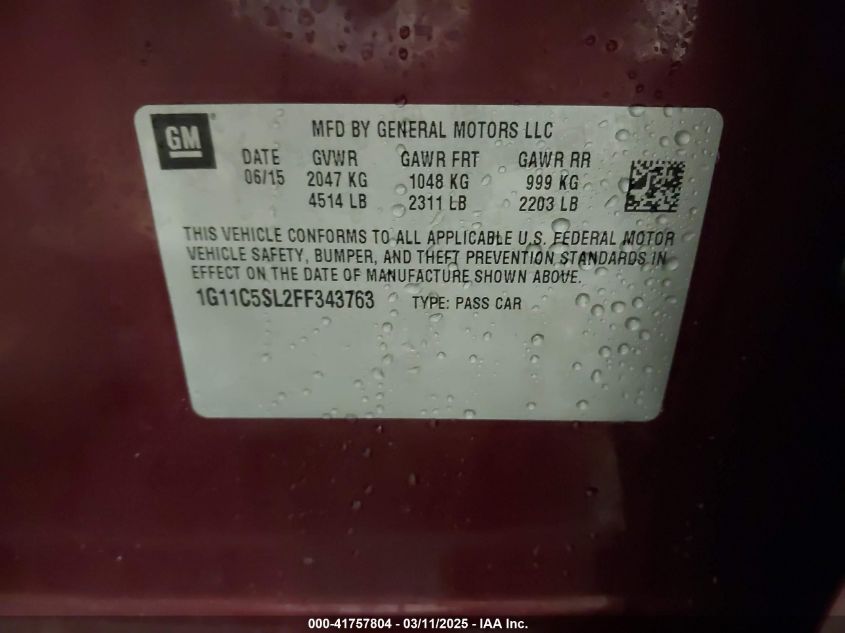 GM
MFD BY GENERAL MOTORS LLC
DATE GVWR GAWR FRT GAWR RR
06/15 2047 KG 1048 KG 999 KG
4514 LB 2311 LB 2203 LB
THIS VEHICLE CONFORMS TO ALL APPLICABLE U.S. FEDERAL MOTOR
VEHICLE SAFETY, BUMPER, AND THEFT PREVENTION STANDARDS IN
EFFECT ON THE DATE OF MANUFACTURE SHOWN ABOVE.
1G11C5SL2FF343763 TYPE: PASS CAR
000-41757804 - 03/11/2025 - IAA Inc.